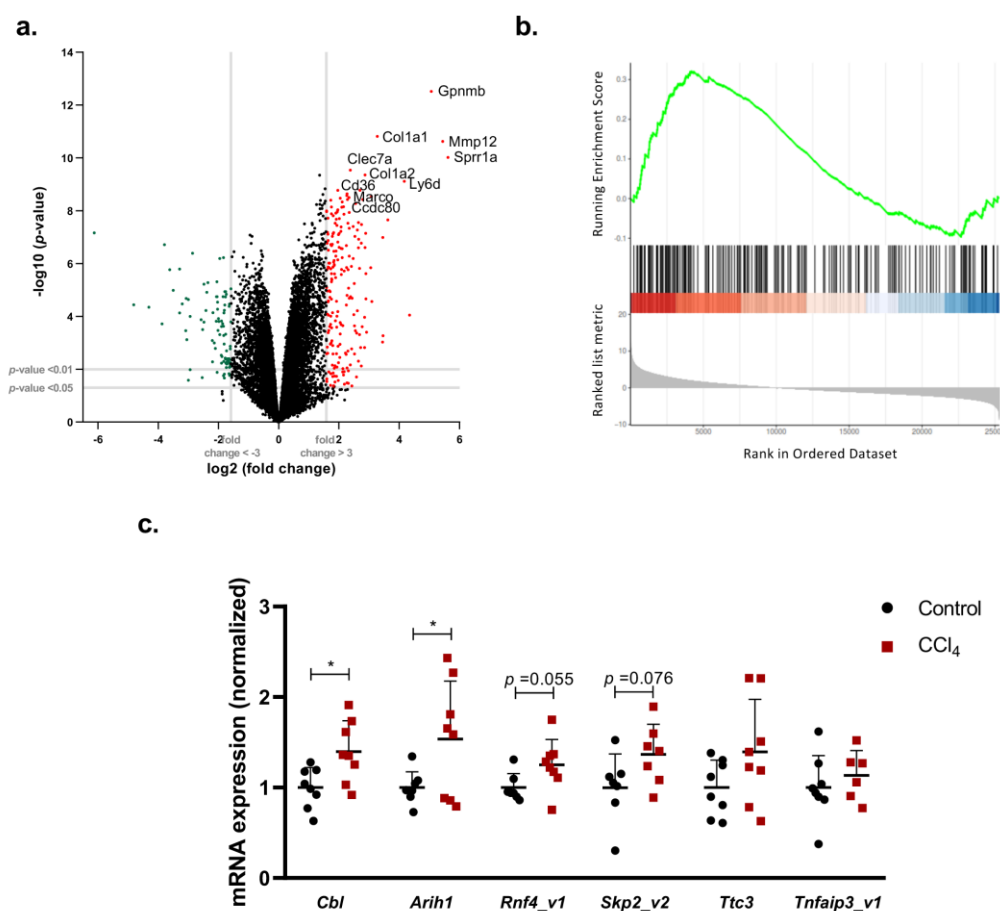 a.
14
12
10
8
6
4
2
0
-log10 (p-value)
p-value <0.01
p-value <0.05
Gpnmb
Col1a1
Mmp12
Sprr1a
Clec7a
Col1a2
Cd36
Ly6d
Marco
Ccdc80
-6
-4
-2
0
2
4
6
fold
change < -3
fold
change > 3
log2 (fold change)
b.
0.3
0.2
0.1
0.0
-0.1
Running Enrichment Score
20
10
0
-10
Ranked list metric
5000
10000
15000
20000
Rank in Ordered Dataset
c.
mRNA expression (normalized)
3
2
1
0
*
*
p =0.055
p =0.076
Control
CCl4
Cbl
Arih1
Rnf4_v1
Skp2_v2
Ttc3
Tnfaip3_v1